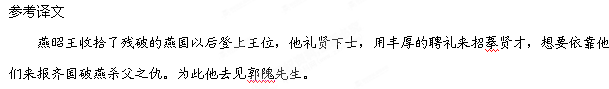 参考译文
燕昭王收拾了残破的燕国以后登上王位，他礼贤下士，用丰厚的聘礼来招摹贤才，想要依靠他
们来报齐国破燕杀父之仇。为此他去见郭隗先生。